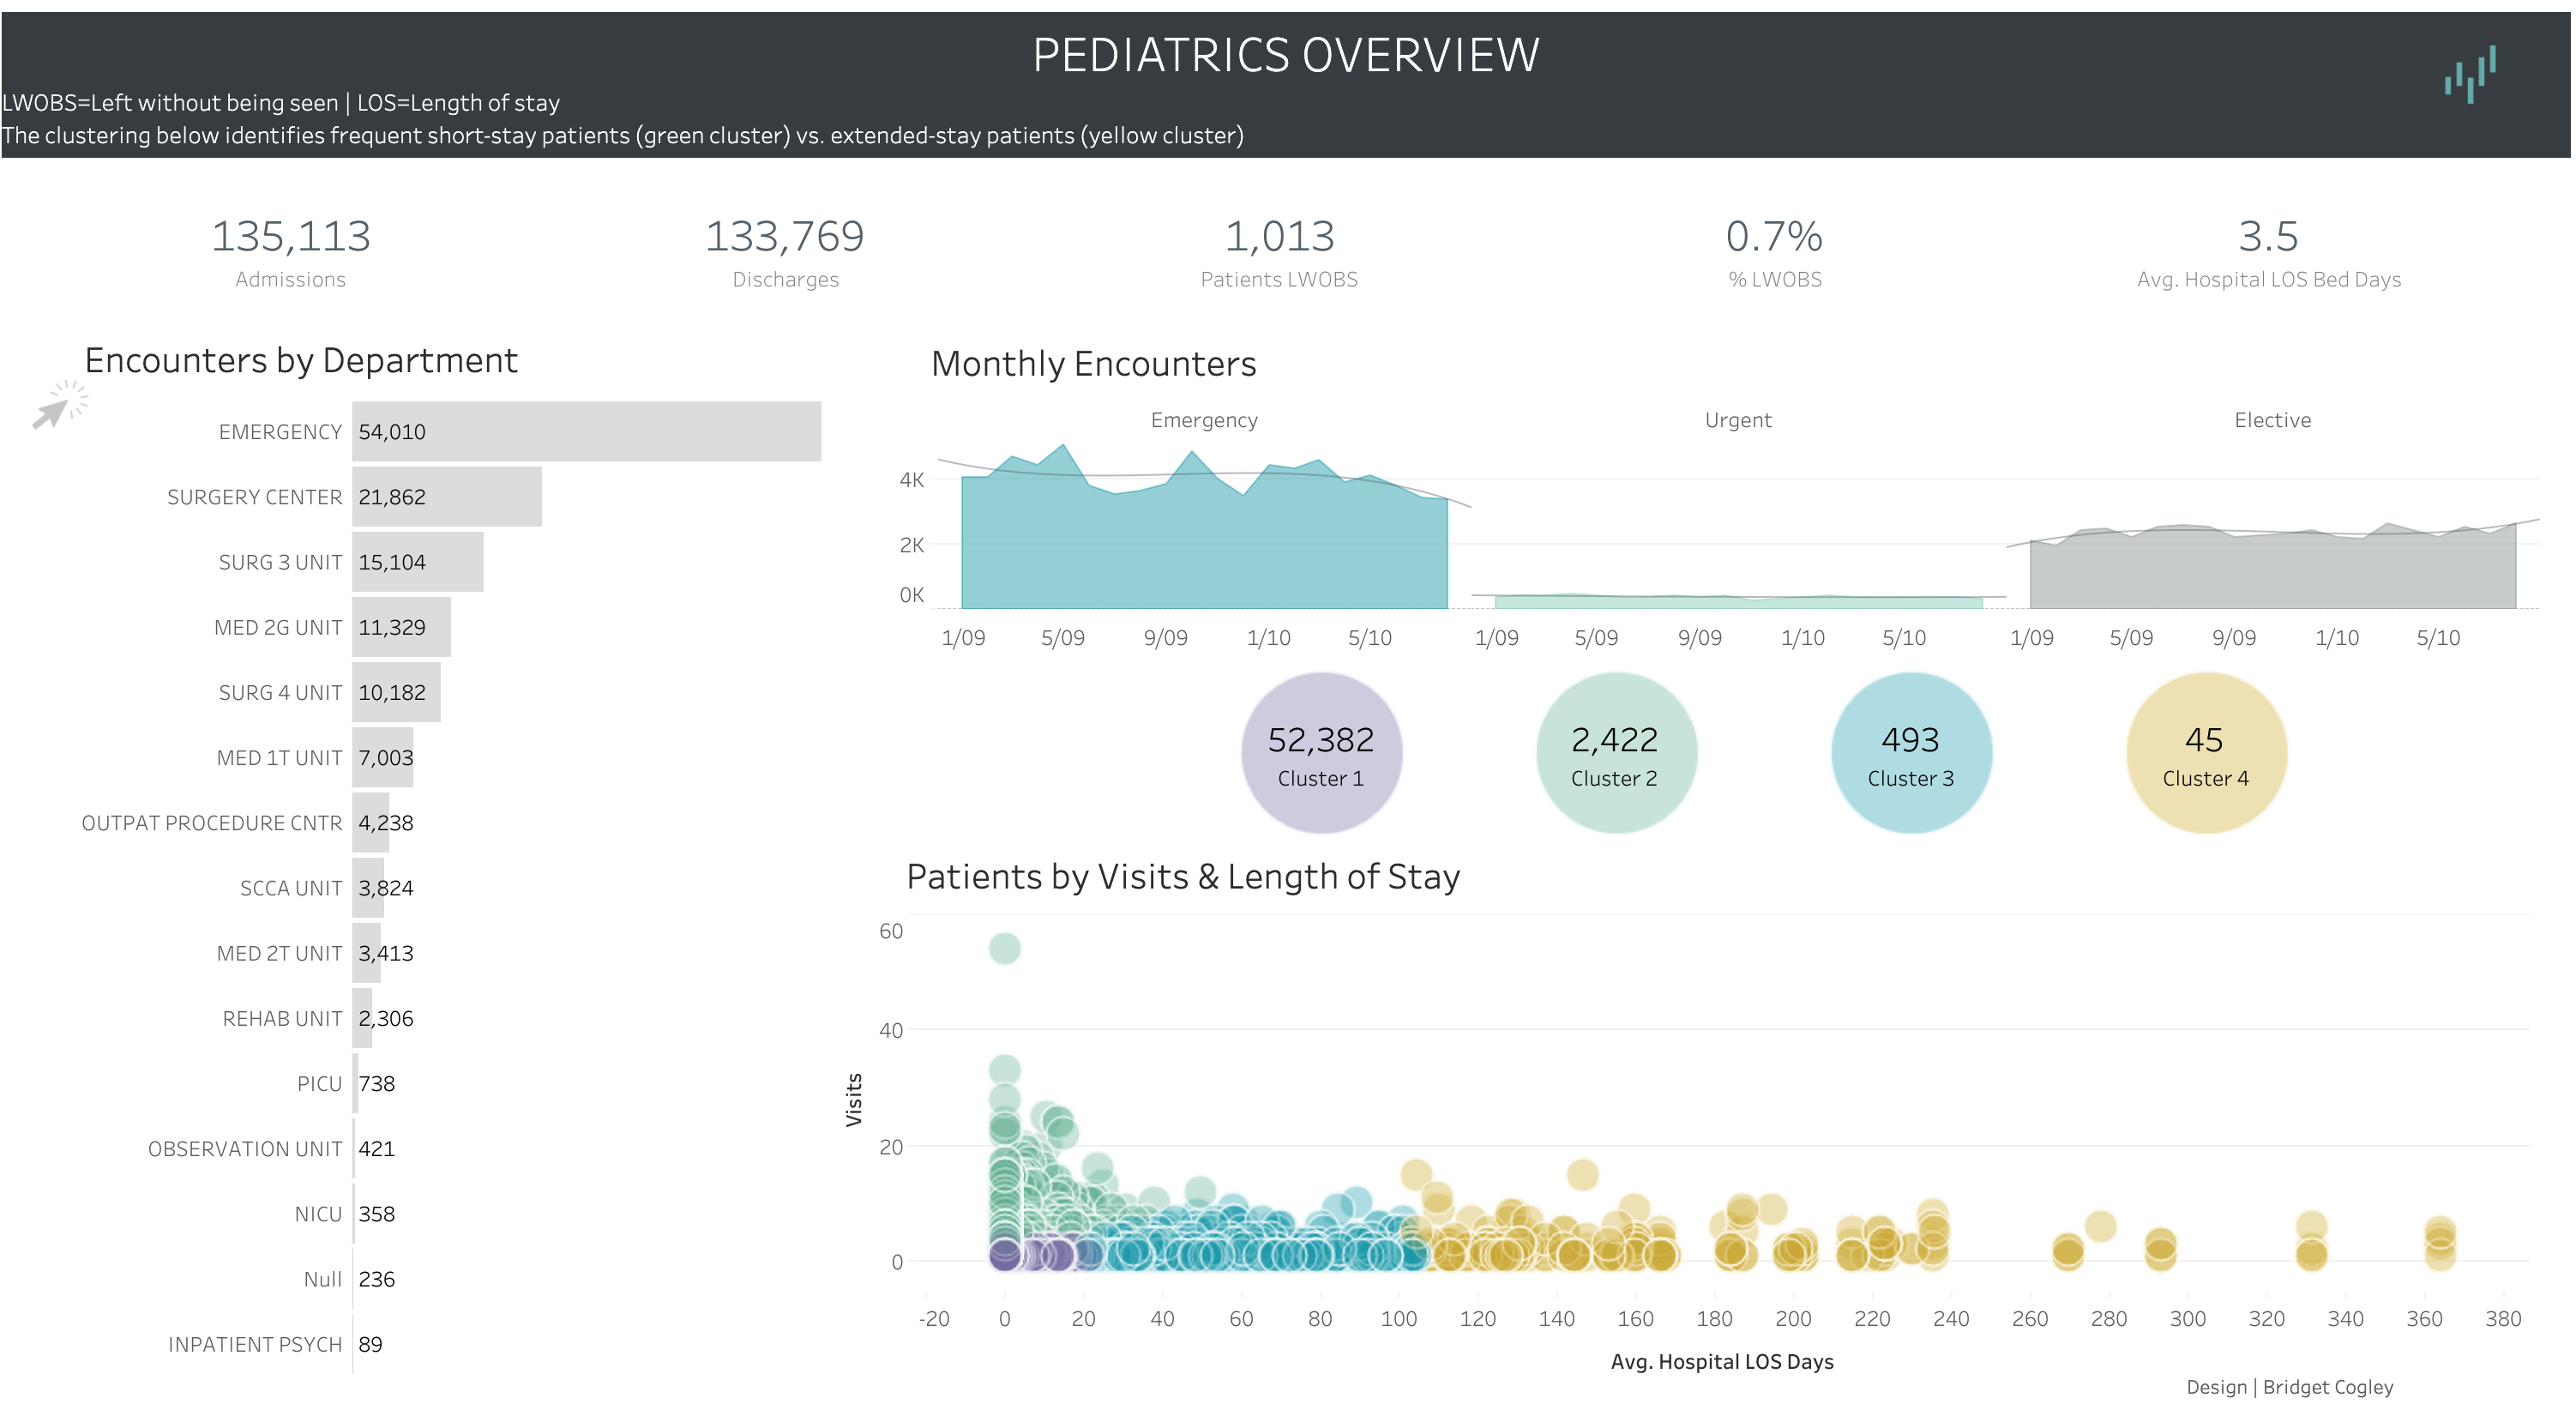 PEDIATRICS OVERVIEW
LWOBS=Left without being seen | LOS=Length of stay
The clustering below identifies frequent short-stay patients (green cluster) vs. extended-stay patients (yellow cluster)
135,113
Admissions
133,769
Discharges
1,013
Patients LWOBS
0.7%
% LWOBS
3.5
Avg. Hospital LOS Bed Days
Encounters by Department
EMERGENCY 54,010
SURGERY CENTER 21,862
SURG 3 UNIT 15,104
MED 2G UNIT 11,329
SURG 4 UNIT 10,182
MED 1T UNIT 7,003
OUTPAT PROCEDURE CNTR 4,238
SCCA UNIT 3,824
MED 2T UNIT 3,413
REHAB UNIT 2,306
PICU 738
OBSERVATION UNIT 421
NICU 358
Null 236
INPATIENT PSYCH 89
Monthly Encounters
Emergency Urgent Elective
4K
2K
0K
1/09 5/09 9/09 1/10 5/10 1/09 5/09 9/09 1/10 5/10 1/09 5/09 9/09 1/10 5/10
52,382
Cluster 1
2,422
Cluster 2
493
Cluster 3
45
Cluster 4
Patients by Visits & Length of Stay
Visits
60
40
20
0
-20 0 20 40 60 80 100 120 140 160 180 200 220 240 260 280 300 320 340 360 380
Avg. Hospital LOS Days
Design | Bridget Cogley